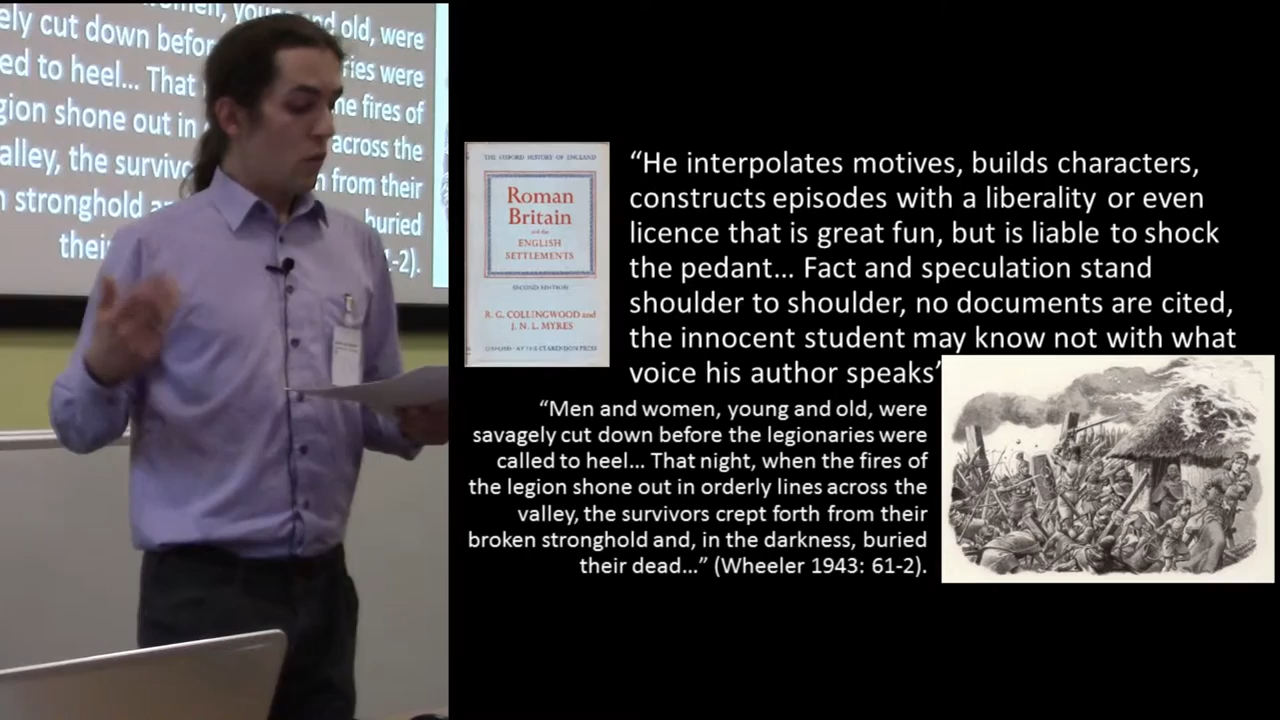 en, young and old, were
ely cut down befor
ries were
ed to heel... That
he fires of
gion shone out in
across the
alley, the survivo
n from their
n stronghold a
buried
their
1-2).
THE OXFORD HISTORY OF ENGLAND
Roman
Britain
and the
ENGLISH
SETTLEMENTS
SECOND EDITION
R. G. COLLINGWOOD and
J. N. L. MYRES
OXFORD · AT THE CLARENDON PRESS
“He interpolates motives, builds characters,
constructs episodes with a liberality or even
licence that is great fun, but is liable to shock
the pedant... Fact and speculation stand
shoulder to shoulder, no documents are cited,
the innocent student may know not with what
voice his author speaks”
“Men and women, young and old, were
savagely cut down before the legionaries were
called to heel... That night, when the fires of
the legion shone out in orderly lines across the
valley, the survivors crept forth from their
broken stronghold and, in the darkness, buried
their dead...” (Wheeler 1943: 61-2).